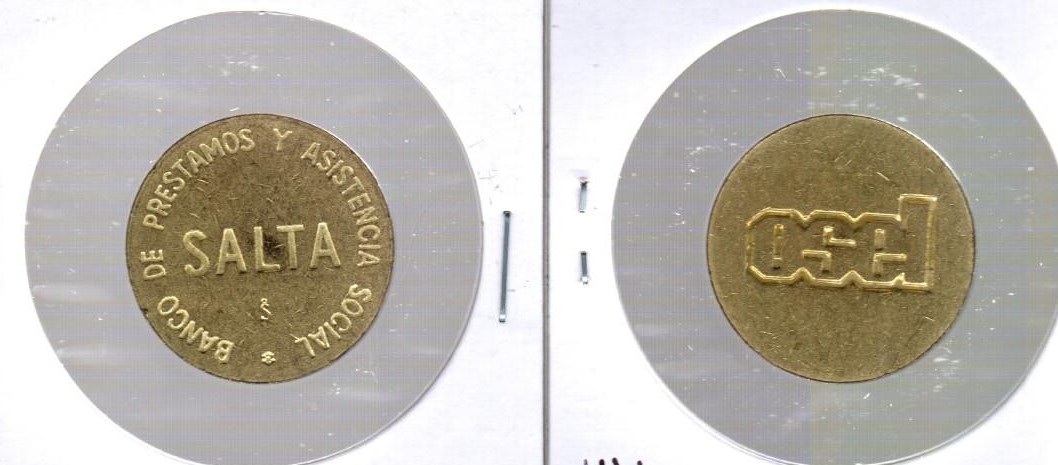 BANCO DE PRESTAMOS Y ASISTENCIA SOCIAL
SALTA